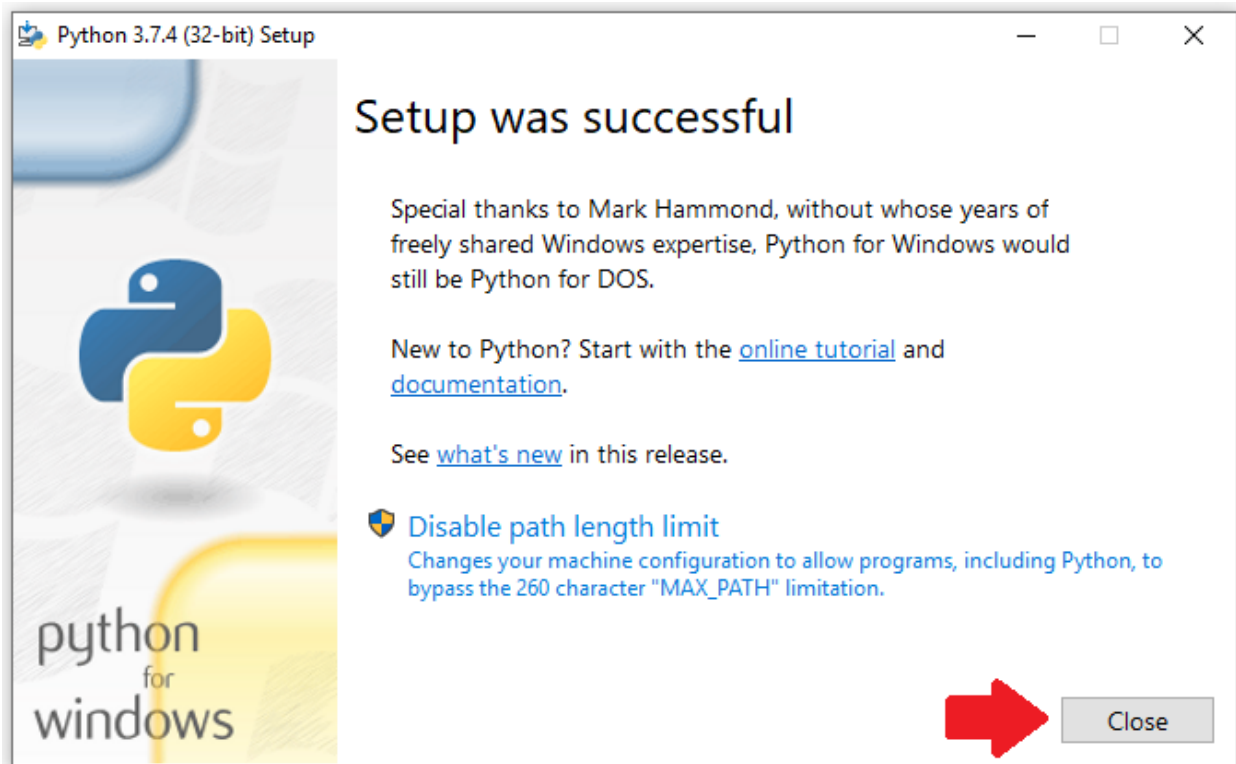 Python 3.7.4 (32-bit) Setup
Setup was successful
Special thanks to Mark Hammond, without whose years of
freely shared Windows expertise, Python for Windows would
still be Python for DOS.
New to Python? Start with the online tutorial and
documentation.
See what's new in this release.
Disable path length limit
Changes your machine configuration to allow programs, including Python, to
bypass the 260 character "MAX_PATH" limitation.
python
for
windows
Close